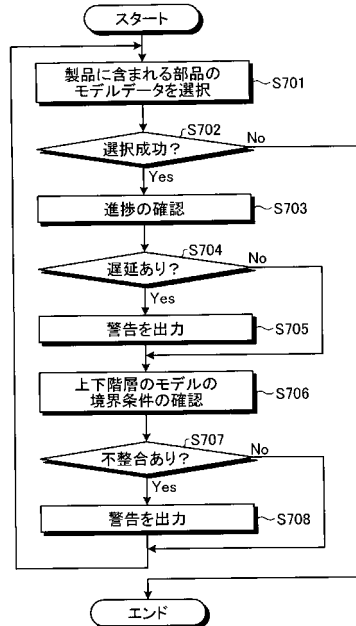 スタート
製品に含まれる部品の
モデルデータを選択
S701
S702
選択成功?
No
Yes
進捗の確認
S703
S704
遅延あり?
No
Yes
警告を出力
S705
上下階層のモデルの
境界条件の確認
S706
S707
不整合あり?
No
Yes
警告を出力
S708
エンド